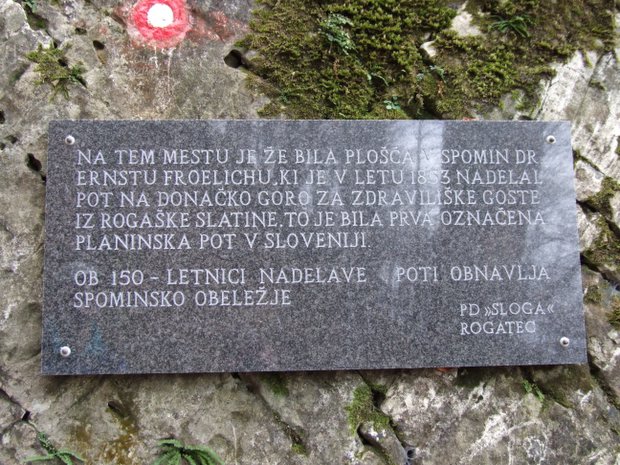 NA TEM MESTU JE ŽE BILA PLOŠČA V SPOMIN DR
ERNSTU FROELICHU, KI JE V LETU 1853 NADELAL
POT NA DONAČKO GORO ZA ZDRAVILIŠKE GOSTE
IZ ROGAŠKE SLATINE. TO JE BILA PRVA OZNAČENA
PLANINSKA POT V SLOVENIJI.
OB 150 - LETNICI NADELAVE POTI OBNAVLJA
SPOMINSKO OBELEŽJE
PD »SLOGA«
ROGATEC